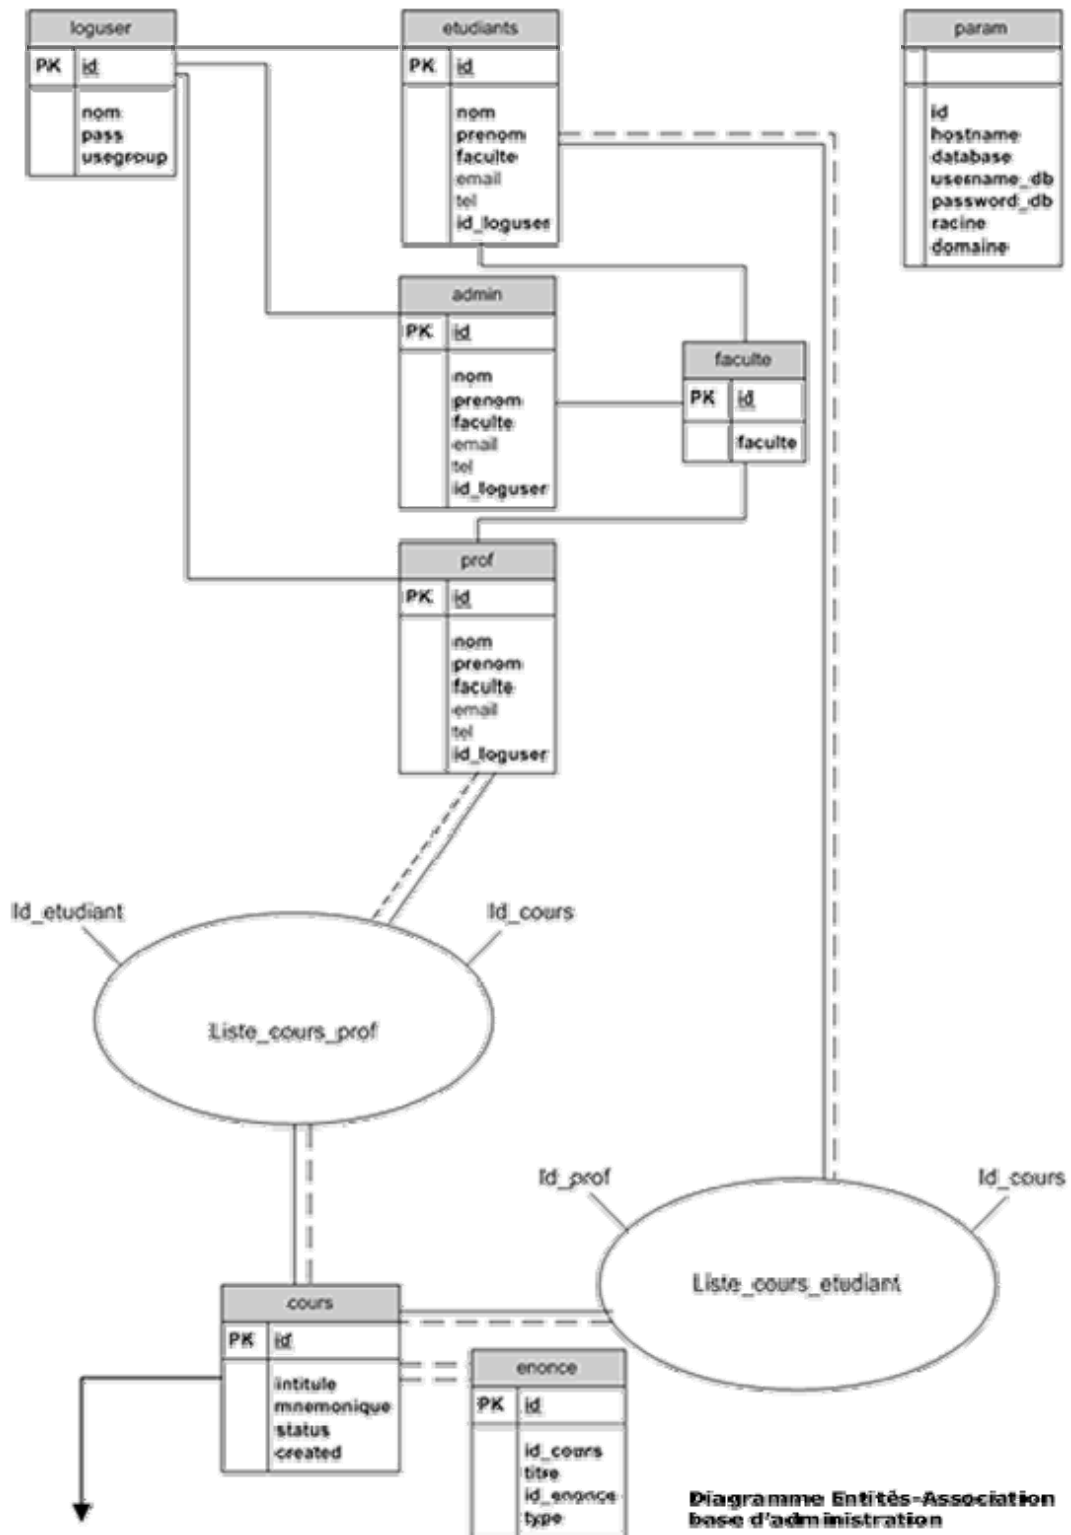 loguser
PK id
nom
pass
usegroup
etudiants
PK id
nom
prenom
faculte
email
tel
id_loguser
param
id
hostname
database
username_db
password_db
racine
domaine
admin
PK id
nom
prenom
faculte
email
tel
id_loguser
faculte
PK id
faculte
prof
PK id
nom
prenom
faculte
email
tel
id_loguser
Id_etudiant
Id_cours
Liste_cours_prof
Id_prof
Id_cours
Liste_cours_etudiant
cours
PK id
intitule
mnemonique
status
created
enonce
PK id
id_cours
titre
id_enonce
type
Diagramme Entités-Association
base d'administration